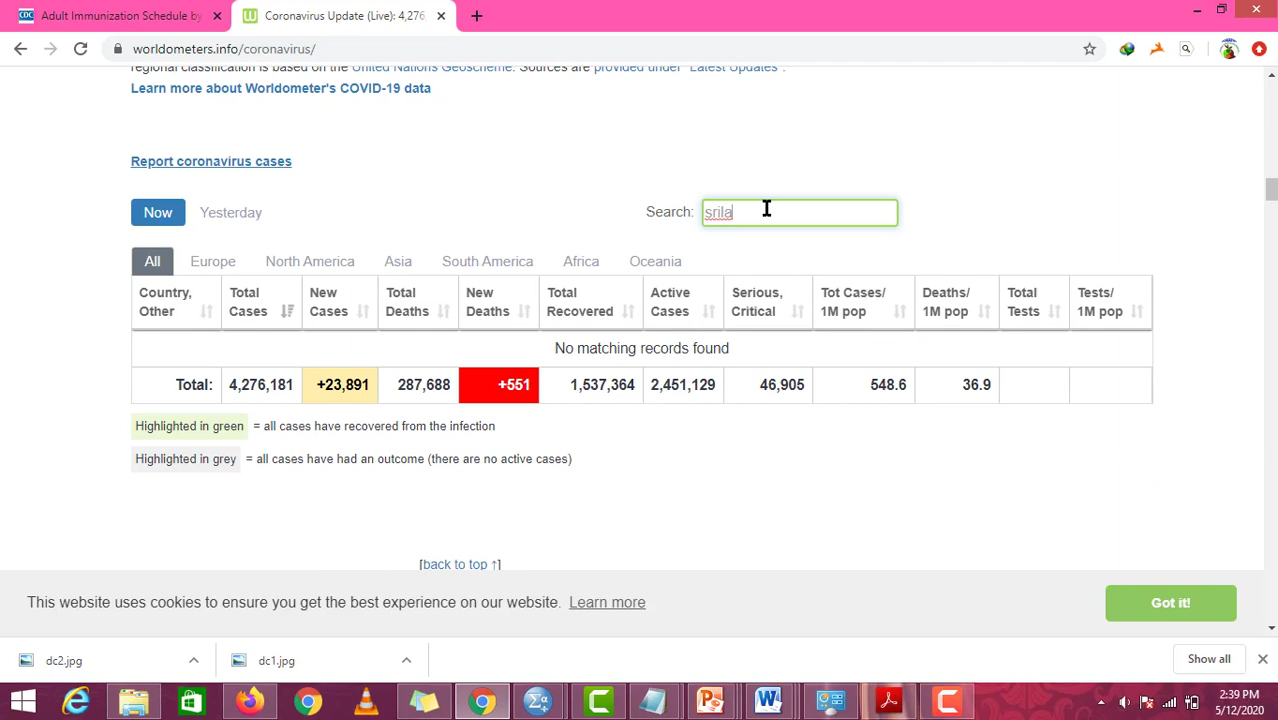 Adult Immunization Schedule by
Coronavirus Update (Live): 4,276,
worldometers.info/coronavirus/
regional classification is based on the United Nations Geoscheme. Sources are provided under "Latest Updates".
Learn more about Worldometer's COVID-19 data
Report coronavirus cases
Now Yesterday Search: srila
All Europe North America Asia South America Africa Oceania
Country, Other Total Cases New Cases Total Deaths New Deaths Total Recovered Active Cases Serious, Critical Tot Cases/ 1M pop Deaths/ 1M pop Total Tests Tests/ 1M pop
No matching records found
Total: 4,276,181 +23,891 287,688 +551 1,537,364 2,451,129 46,905 548.6 36.9
Highlighted in green = all cases have recovered from the infection
Highlighted in grey = all cases have had an outcome (there are no active cases)
[back to top ↑]
This website uses cookies to ensure you get the best experience on our website. Learn more Got it!
dc2.jpg dc1.jpg Show all
2:39 PM
5/12/2020